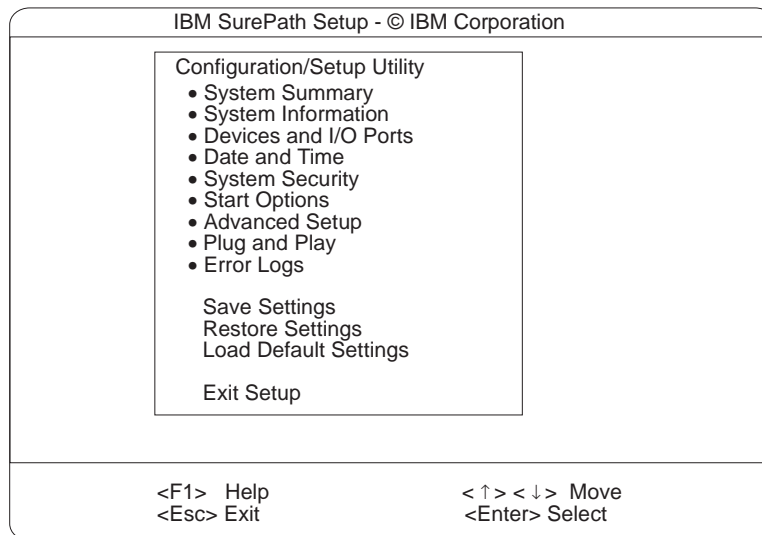 IBM SurePath Setup - © IBM Corporation
Configuration/Setup Utility
• System Summary
• System Information
• Devices and I/O Ports
• Date and Time
• System Security
• Start Options
• Advanced Setup
• Plug and Play
• Error Logs
Save Settings
Restore Settings
Load Default Settings
Exit Setup
<F1> Help < ↑ > < ↓ > Move
<Esc> Exit <Enter> Select